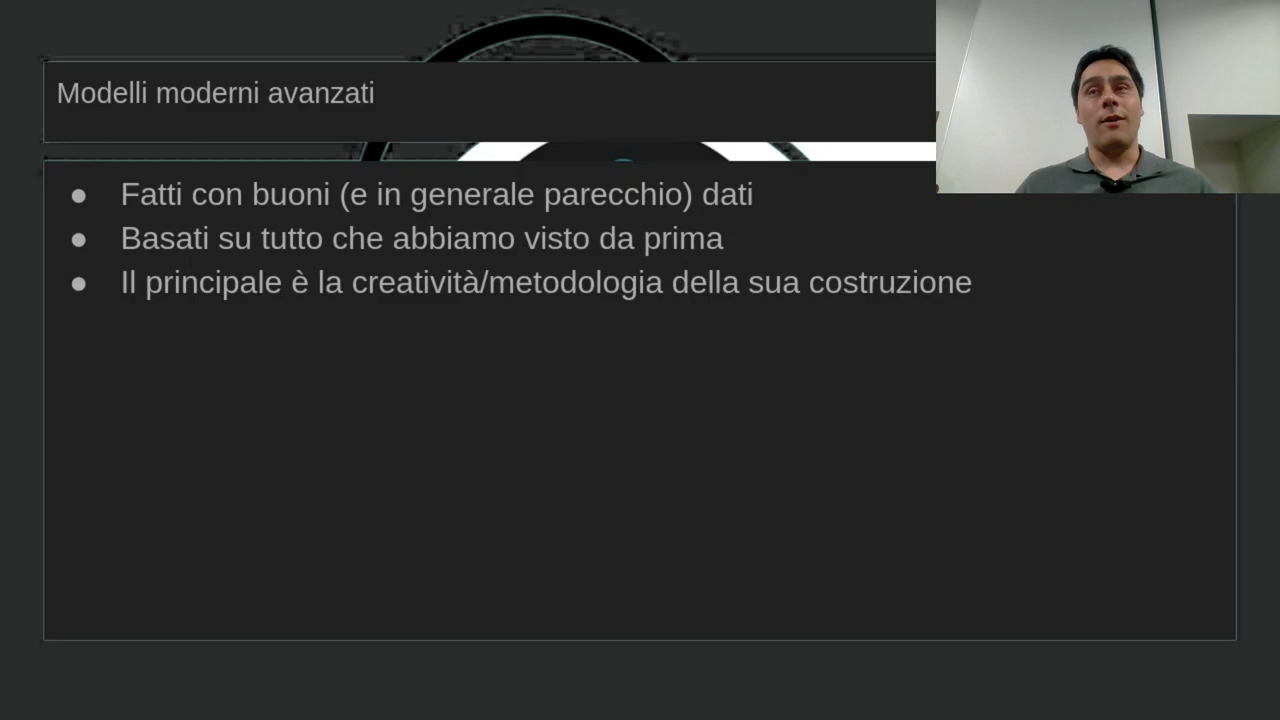 Modelli moderni avanzati
● Fatti con buoni (e in generale parecchio) dati
● Basati su tutto che abbiamo visto da prima
● Il principale è la creatività/metodologia della sua costruzione